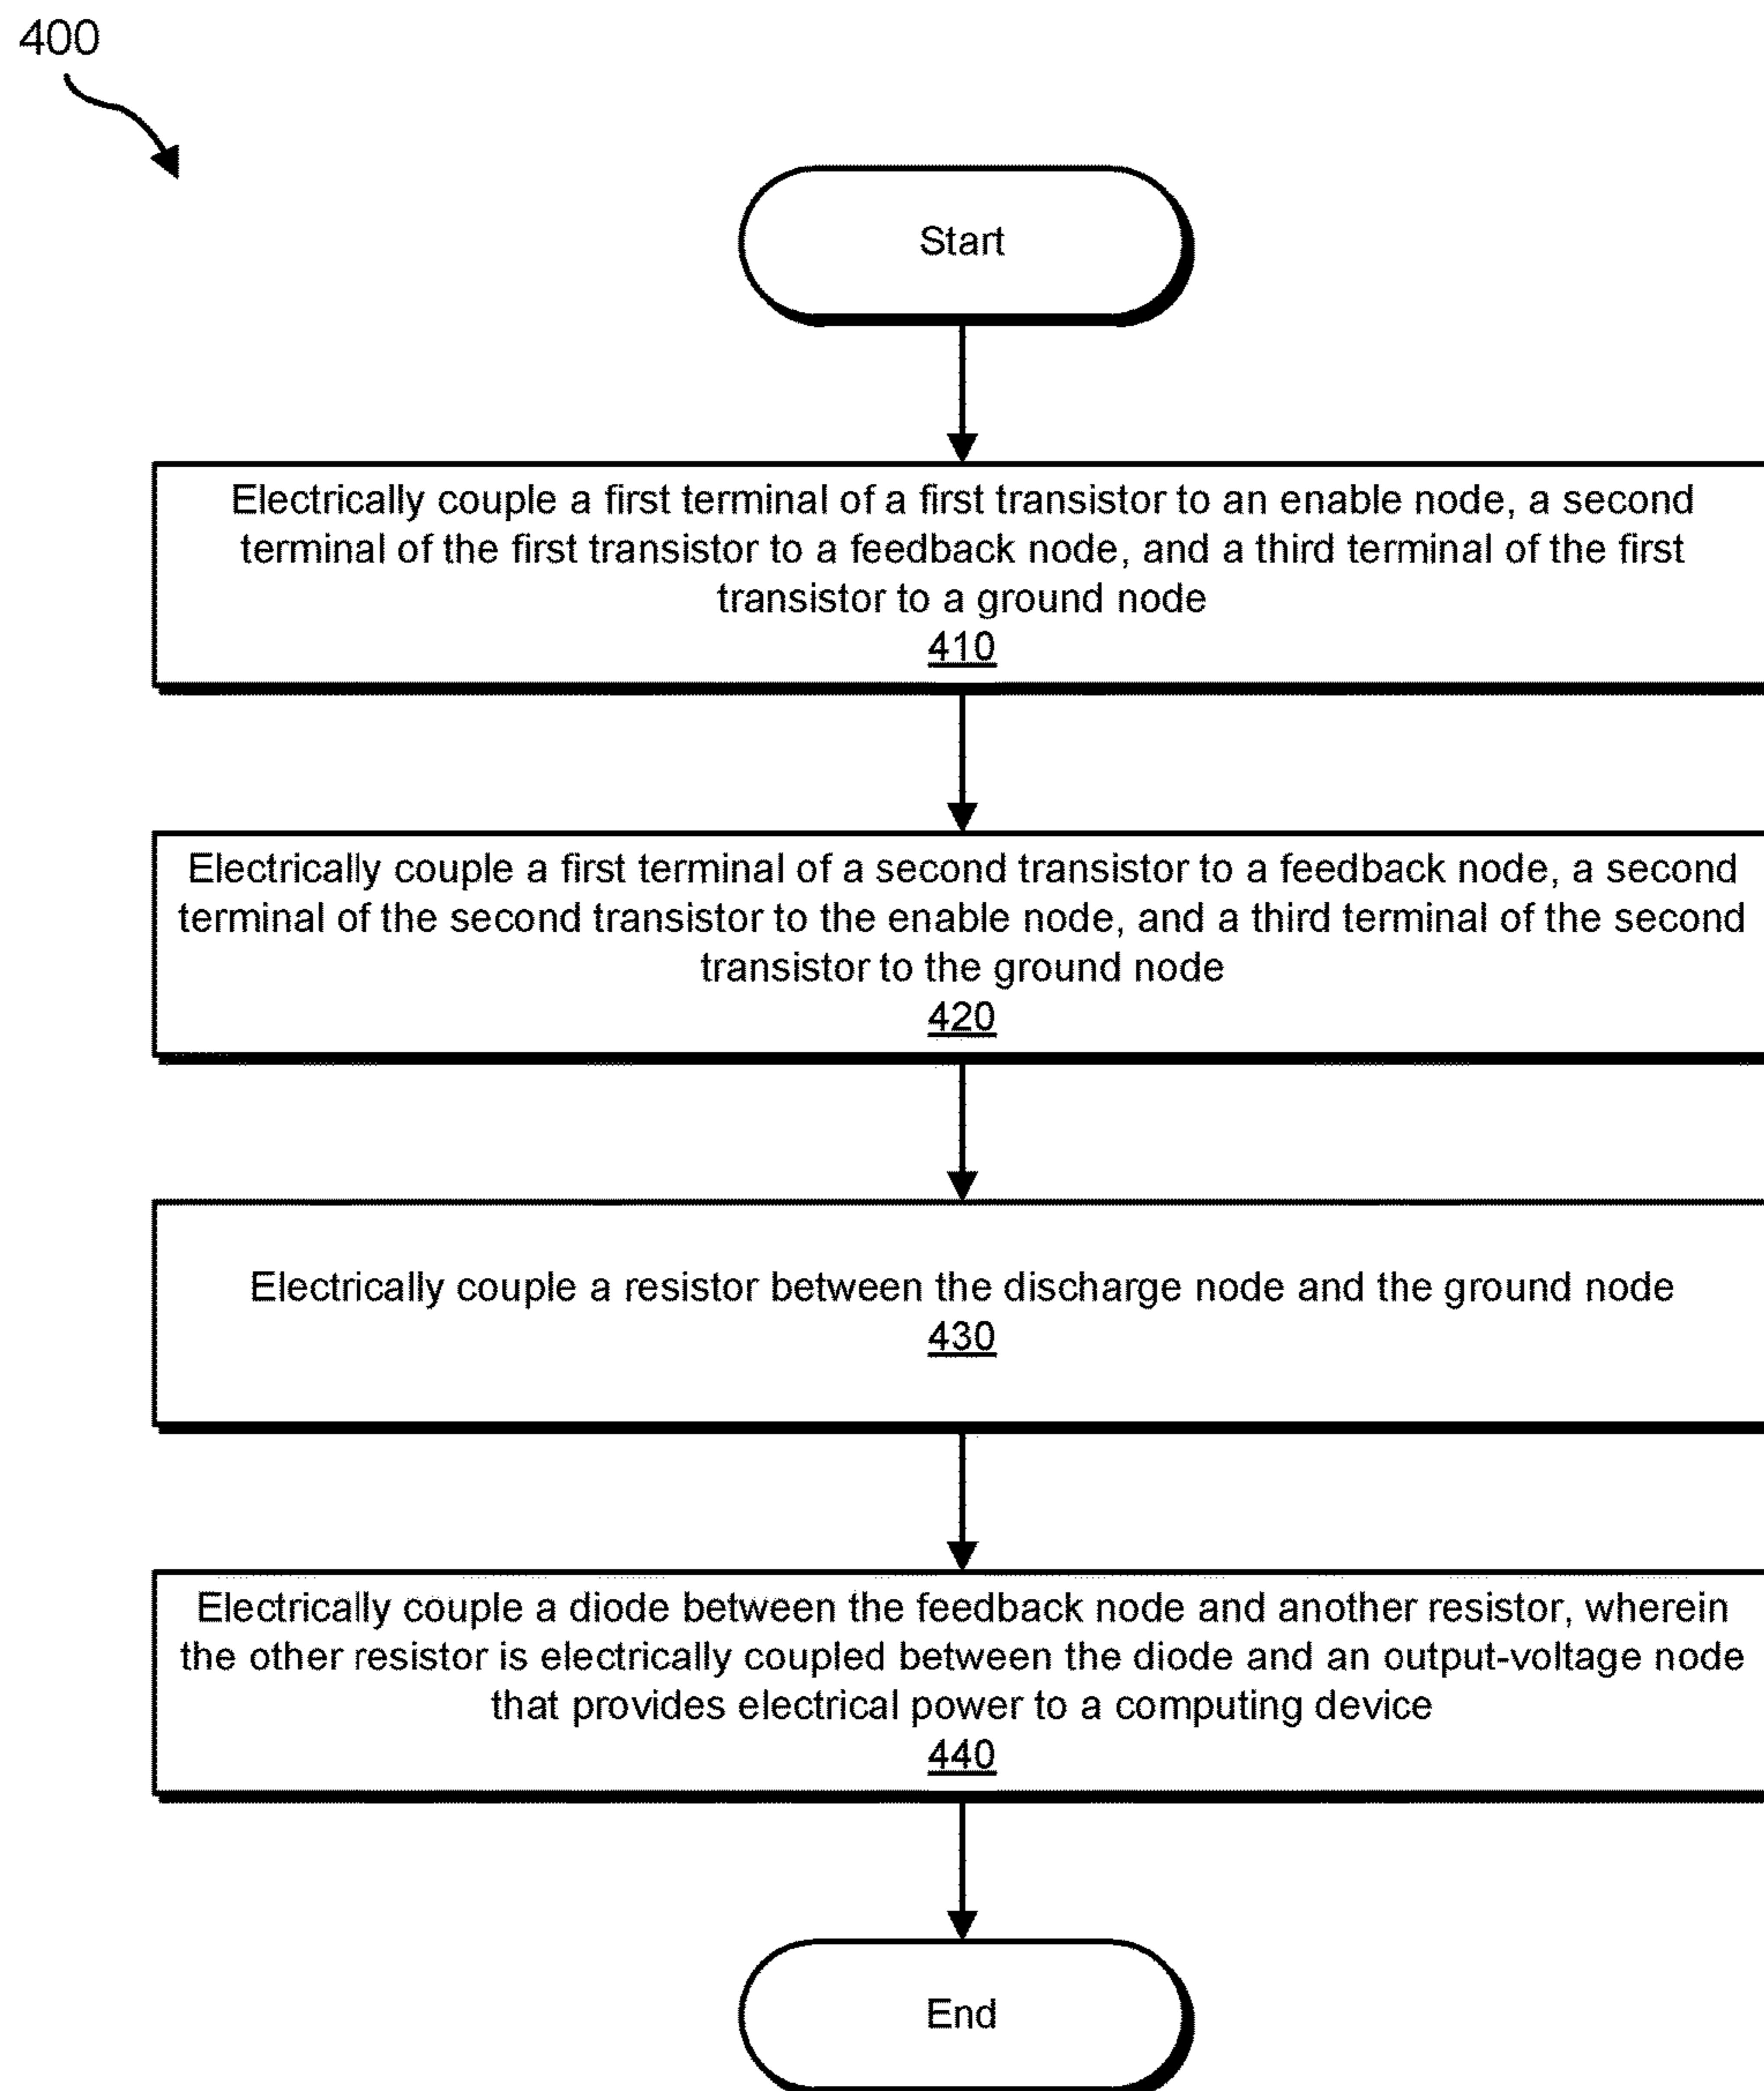 400
Start
Electrically couple a first terminal of a first transistor to an enable node, a second
terminal of the first transistor to a feedback node, and a third terminal of the first
transistor to a ground node
410
Electrically couple a first terminal of a second transistor to a feedback node, a second
terminal of the second transistor to the enable node, and a third terminal of the second
transistor to the ground node
420
Electrically couple a resistor between the discharge node and the ground node
430
Electrically couple a diode between the feedback node and another resistor, wherein
the other resistor is electrically coupled between the diode and an output-voltage node
that provides electrical power to a computing device
440
End